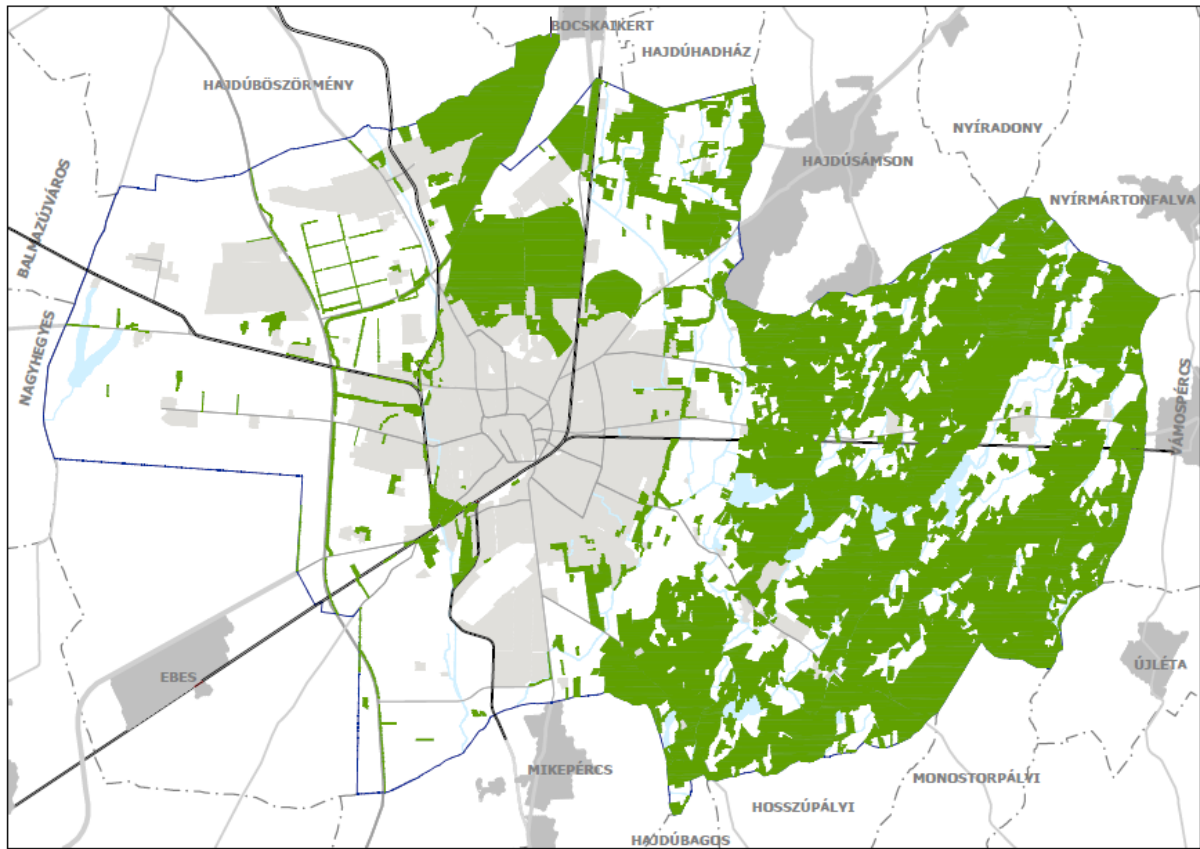 BOCSKAIKERT
HAJDÚHADHÁZ
HAJDÚBÖSZÖRMÉNY
NYÍRADONY
HAJDÚSÁMSON
NYÍRMÁRTONFALVA
BALMAZÚJVÁROS
NAGYHEGYES
VÁMOSPÉRCS
ÚJLÉTA
EBES
MIKEPÉRCS
MONOSTORPÁLYI
HOSSZÚPÁLYI
HAJDÚBAGOS